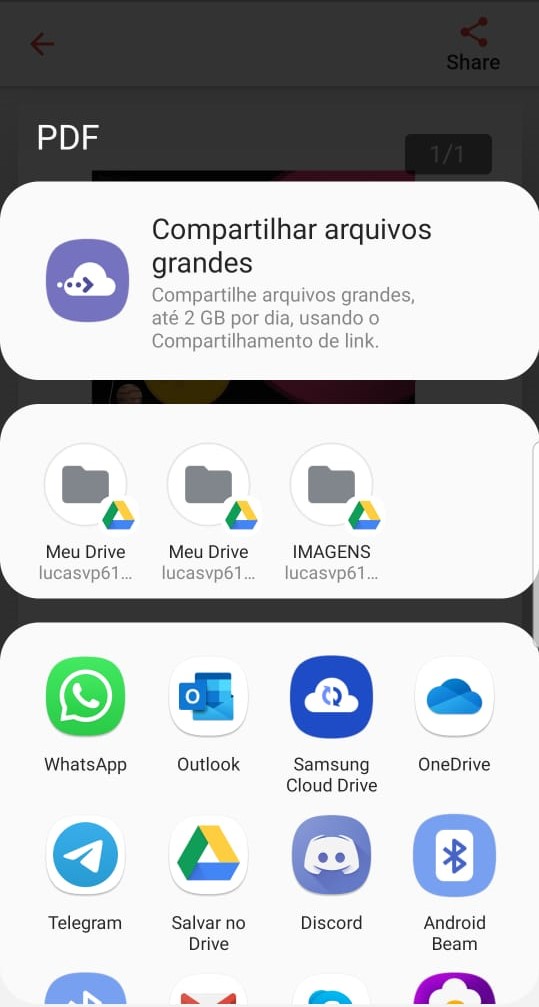 Share
PDF
1/1
Compartilhar arquivos
grandes
Compartilhe arquivos grandes,
até 2 GB por dia, usando o
Compartilhamento de link.
Meu Drive
lucasvp61...
Meu Drive
lucasvp61...
IMAGENS
lucasvp61...
WhatsApp
Outlook
Samsung
Cloud Drive
OneDrive
Telegram
Salvar no
Drive
Discord
Android
Beam